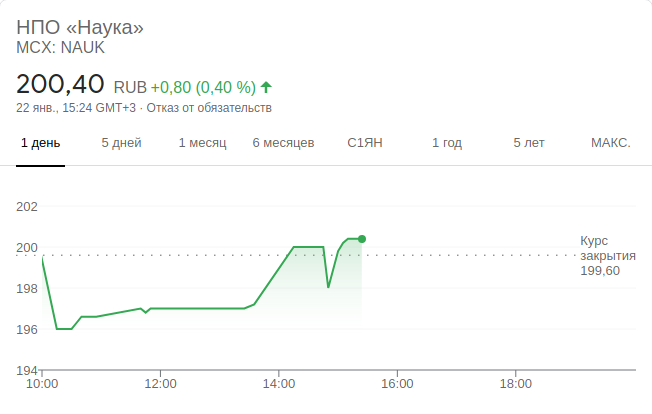 НПО «Наука»
MCX: NAUK
200,40 RUB +0,80 (0,40 %)
22 янв., 15:24 GMT+3 · Отказ от обязательств
1 день 5 дней 1 месяц 6 месяцев С1ЯН 1 год 5 лет МАКС.
202
200
198
196
194
Курс
закрытия
199,60
10:00 12:00 14:00 16:00 18:00